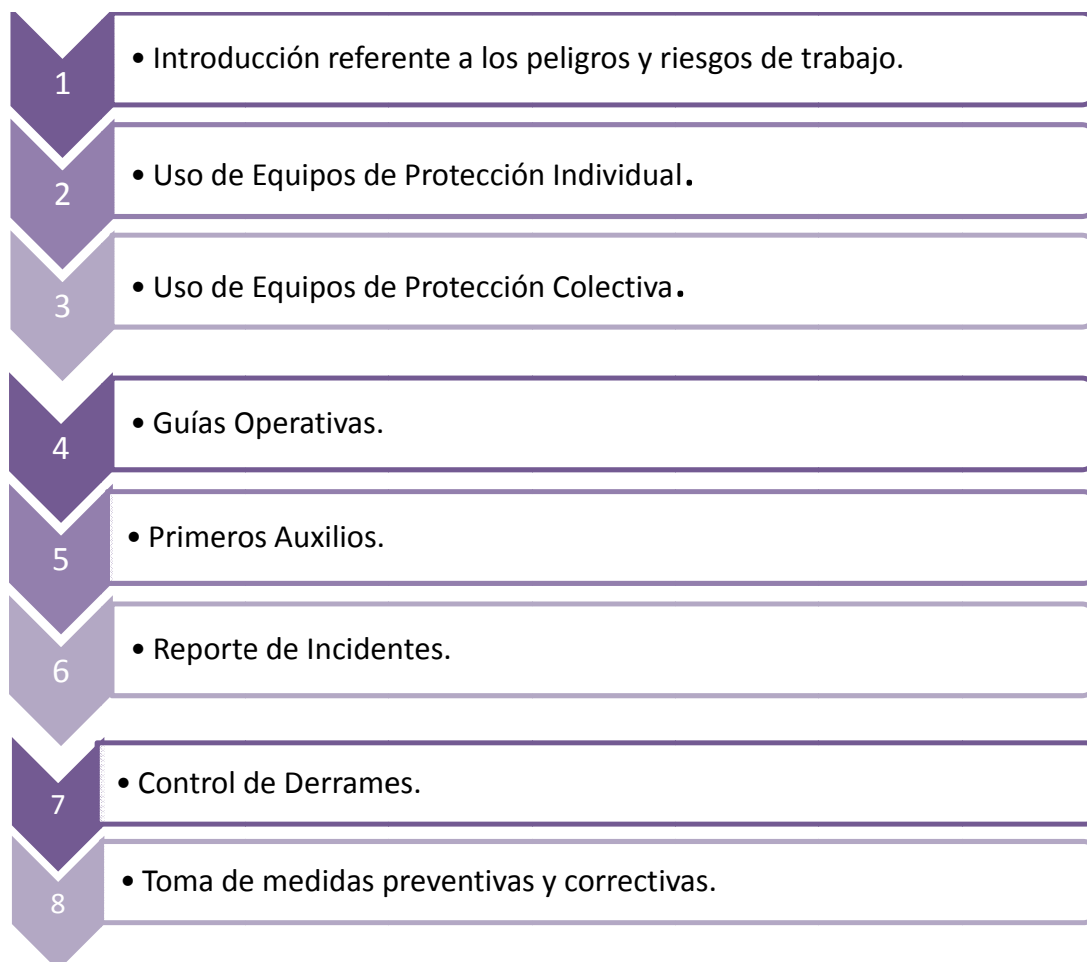 1
• Introducción referente a los peligros y riesgos de trabajo.
2
• Uso de Equipos de Protección Individual.
3
• Uso de Equipos de Protección Colectiva.
4
• Guías Operativas.
5
• Primeros Auxilios.
6
• Reporte de Incidentes.
7
• Control de Derrames.
8
• Toma de medidas preventivas y correctivas.